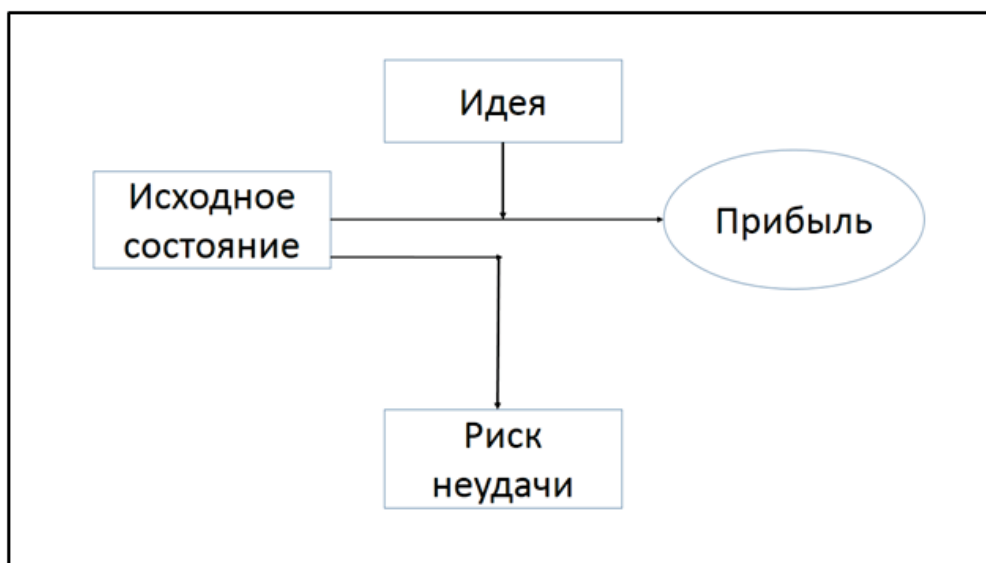 Идея
Исходное
состояние
Прибыль
Риск
неудачи